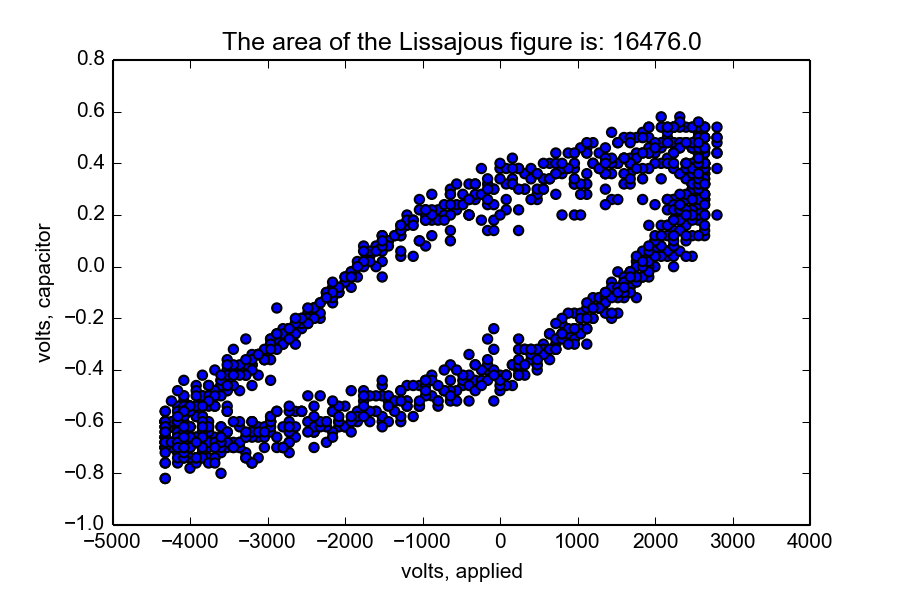 The area of the Lissajous figure is: 16476.0
0.8
0.6
0.4
0.2
0.0
−0.2
−0.4
−0.6
−0.8
−1.0
volts, capacitor
−5000 −4000 −3000 −2000 −1000 0 1000 2000 3000 4000
volts, applied